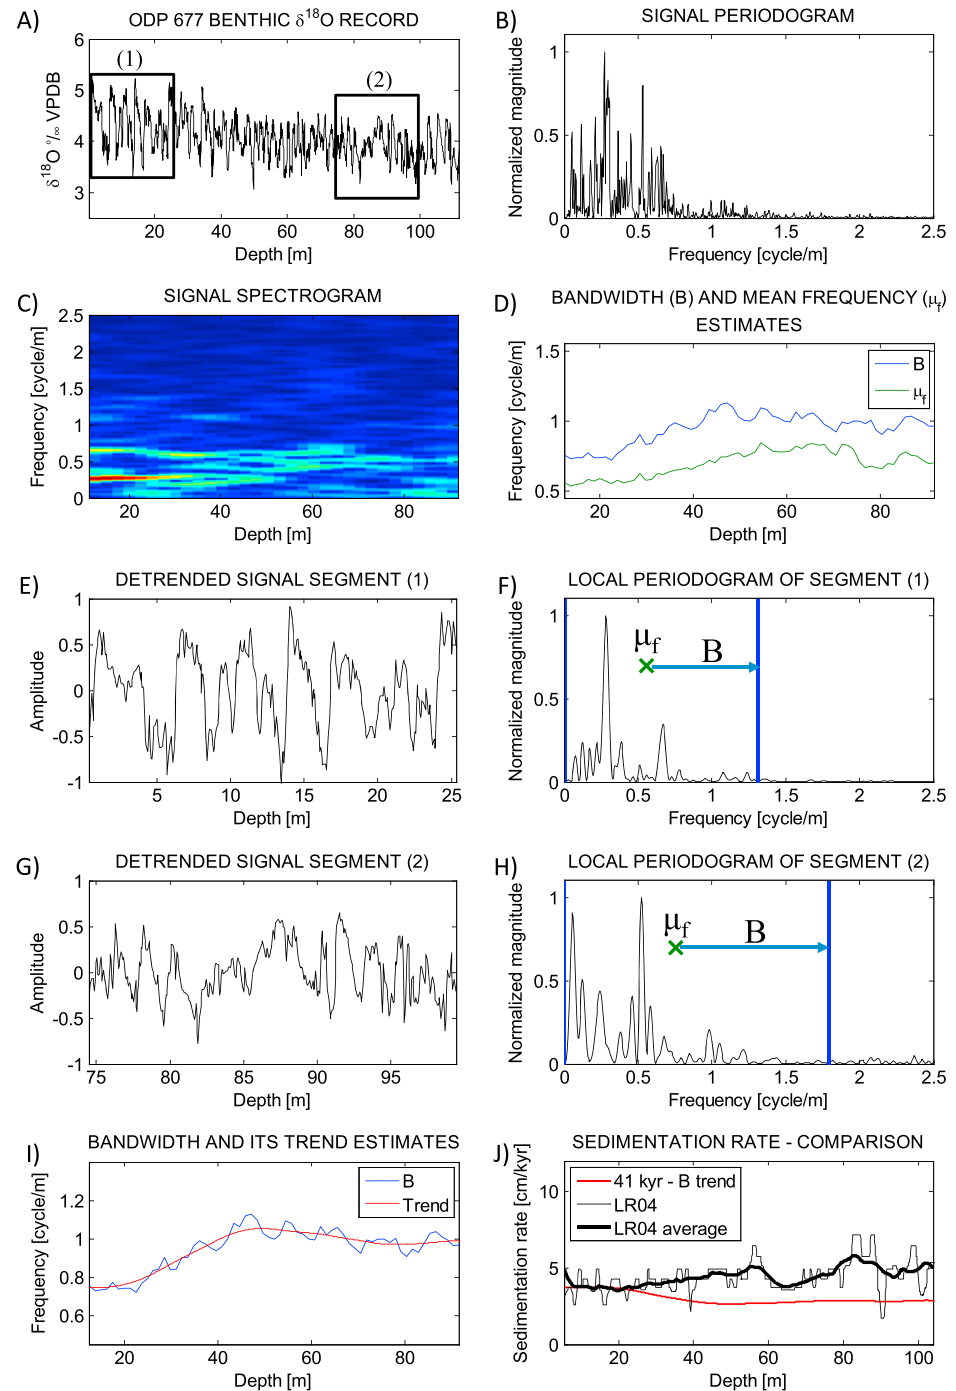 A) ODP 677 BENTHIC δ¹⁸O RECORD
6
5
4
3
δ¹⁸O ‰ VPDB
(1)
(2)
20 40 60 80 100
Depth [m]
B) SIGNAL PERIODOGRAM
1
0.5
0
Normalized magnitude
0 0.5 1 1.5 2 2.5
Frequency [cycle/m]
C) SIGNAL SPECTROGRAM
2.5
2
1.5
1
0.5
0
Frequency [cycle/m]
20 40 60 80
Depth [m]
D) BANDWIDTH (B) AND MEAN FREQUENCY (μf)
ESTIMATES
1.5
1
0.5
Frequency [cycle/m]
B
μf
20 40 60 80
Depth [m]
E) DETRENDED SIGNAL SEGMENT (1)
1
0.5
0
-0.5
-1
Amplitude
5 10 15 20 25
Depth [m]
F) LOCAL PERIODOGRAM OF SEGMENT (1)
1
0.5
0
Normalized magnitude
μf B
0 0.5 1 1.5 2 2.5
Frequency [cycle/m]
G) DETRENDED SIGNAL SEGMENT (2)
1
0.5
0
-0.5
-1
Amplitude
75 80 85 90 95
Depth [m]
H) LOCAL PERIODOGRAM OF SEGMENT (2)
1
0.5
0
Normalized magnitude
μf B
0 0.5 1 1.5 2 2.5
Frequency [cycle/m]
I) BANDWIDTH AND ITS TREND ESTIMATES
1.2
1
0.8
0.6
Frequency [cycle/m]
B
Trend
20 40 60 80
Depth [m]
J) SEDIMENTATION RATE - COMPARISON
10
5
0
Sedimentation rate [cm/kyr]
41 kyr - B trend
LR04
LR04 average
20 40 60 80 100
Depth [m]